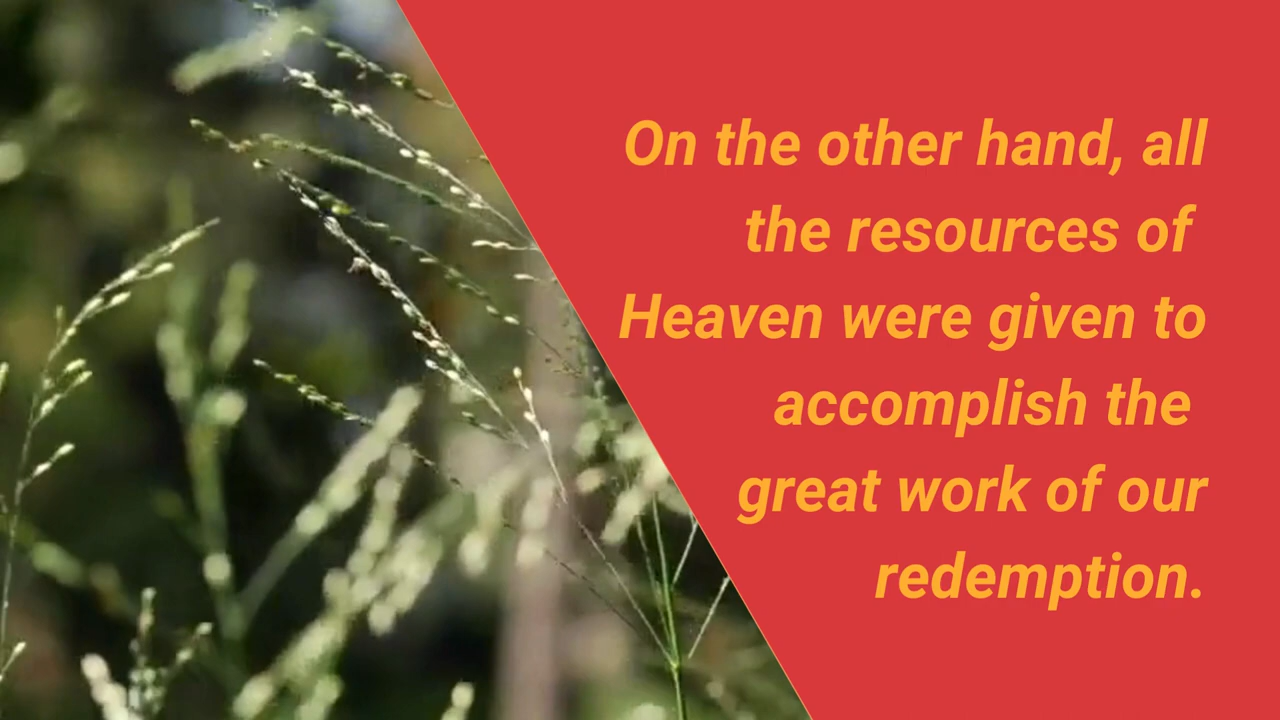 On the other hand, all
the resources of
Heaven were given to
accomplish the
great work of our
redemption.